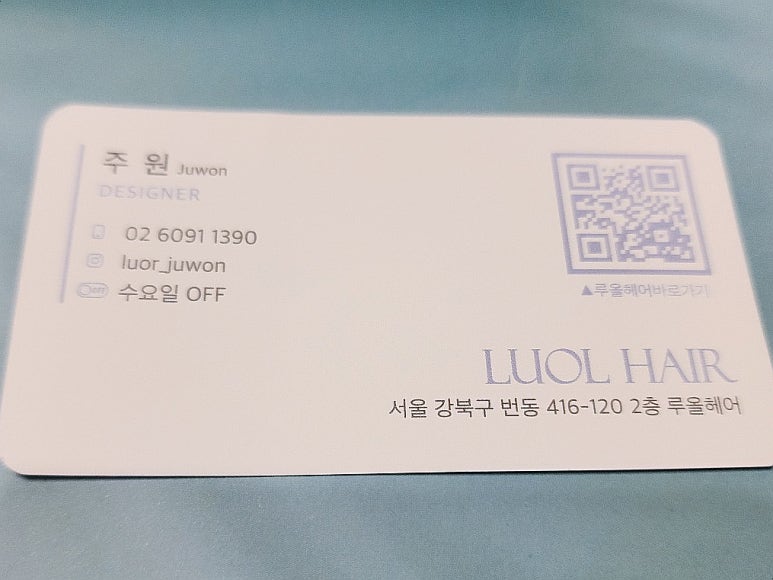 주 원 Juwon
DESIGNER
02 6091 1390
luor_juwon
OFF 수요일 OFF
▲루올헤어바로가기
LUOL HAIR
서울 강북구 번동 416-120 2층 루올헤어